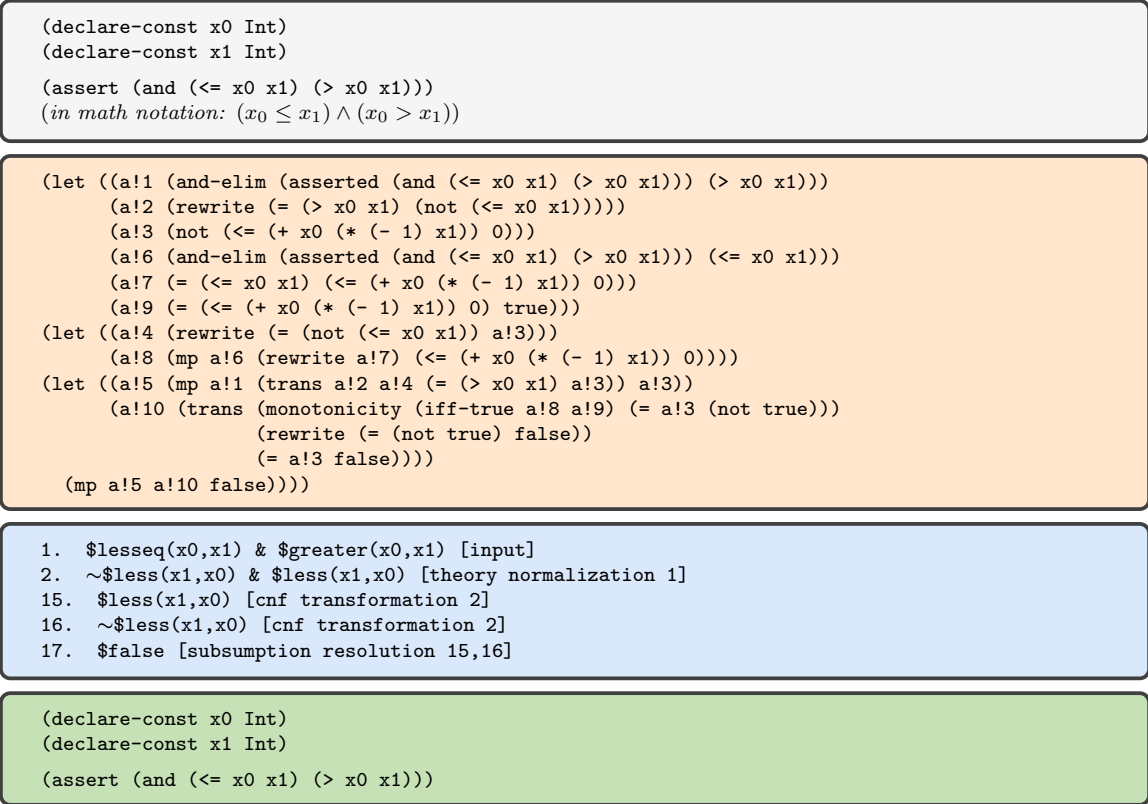 (declare-const x0 Int)
(declare-const x1 Int)
(assert (and (<= x0 x1) (> x0 x1)))
(in math notation: (x₀ ≤ x₁) ∧ (x₀ > x₁))
(let ((a!1 (and-elim (asserted (and (<= x0 x1) (> x0 x1))) (> x0 x1)))
(a!2 (rewrite (= (> x0 x1) (not (<= x0 x1)))))
(a!3 (not (<= (+ x0 (* (- 1) x1)) 0)))
(a!6 (and-elim (asserted (and (<= x0 x1) (> x0 x1))) (<= x0 x1)))
(a!7 (= (<= x0 x1) (<= (+ x0 (* (- 1) x1)) 0)))
(a!9 (= (<= (+ x0 (* (- 1) x1)) 0) true)))
(let ((a!4 (rewrite (= (not (<= x0 x1)) a!3)))
(a!8 (mp a!6 (rewrite a!7) (<= (+ x0 (* (- 1) x1)) 0))))
(let ((a!5 (mp a!1 (trans a!2 a!4 (= (> x0 x1) a!3)) a!3))
(a!10 (trans (monotonicity (iff-true a!8 a!9) (= a!3 (not true)))
(rewrite (= (not true) false))
(= a!3 false))))
(mp a!5 a!10 false))))
1. $lesseq(x0,x1) & $greater(x0,x1) [input]
2. ~$less(x1,x0) & $less(x1,x0) [theory normalization 1]
15. $less(x1,x0) [cnf transformation 2]
16. ~$less(x1,x0) [cnf transformation 2]
17. $false [subsumption resolution 15,16]
(declare-const x0 Int)
(declare-const x1 Int)
(assert (and (<= x0 x1) (> x0 x1)))